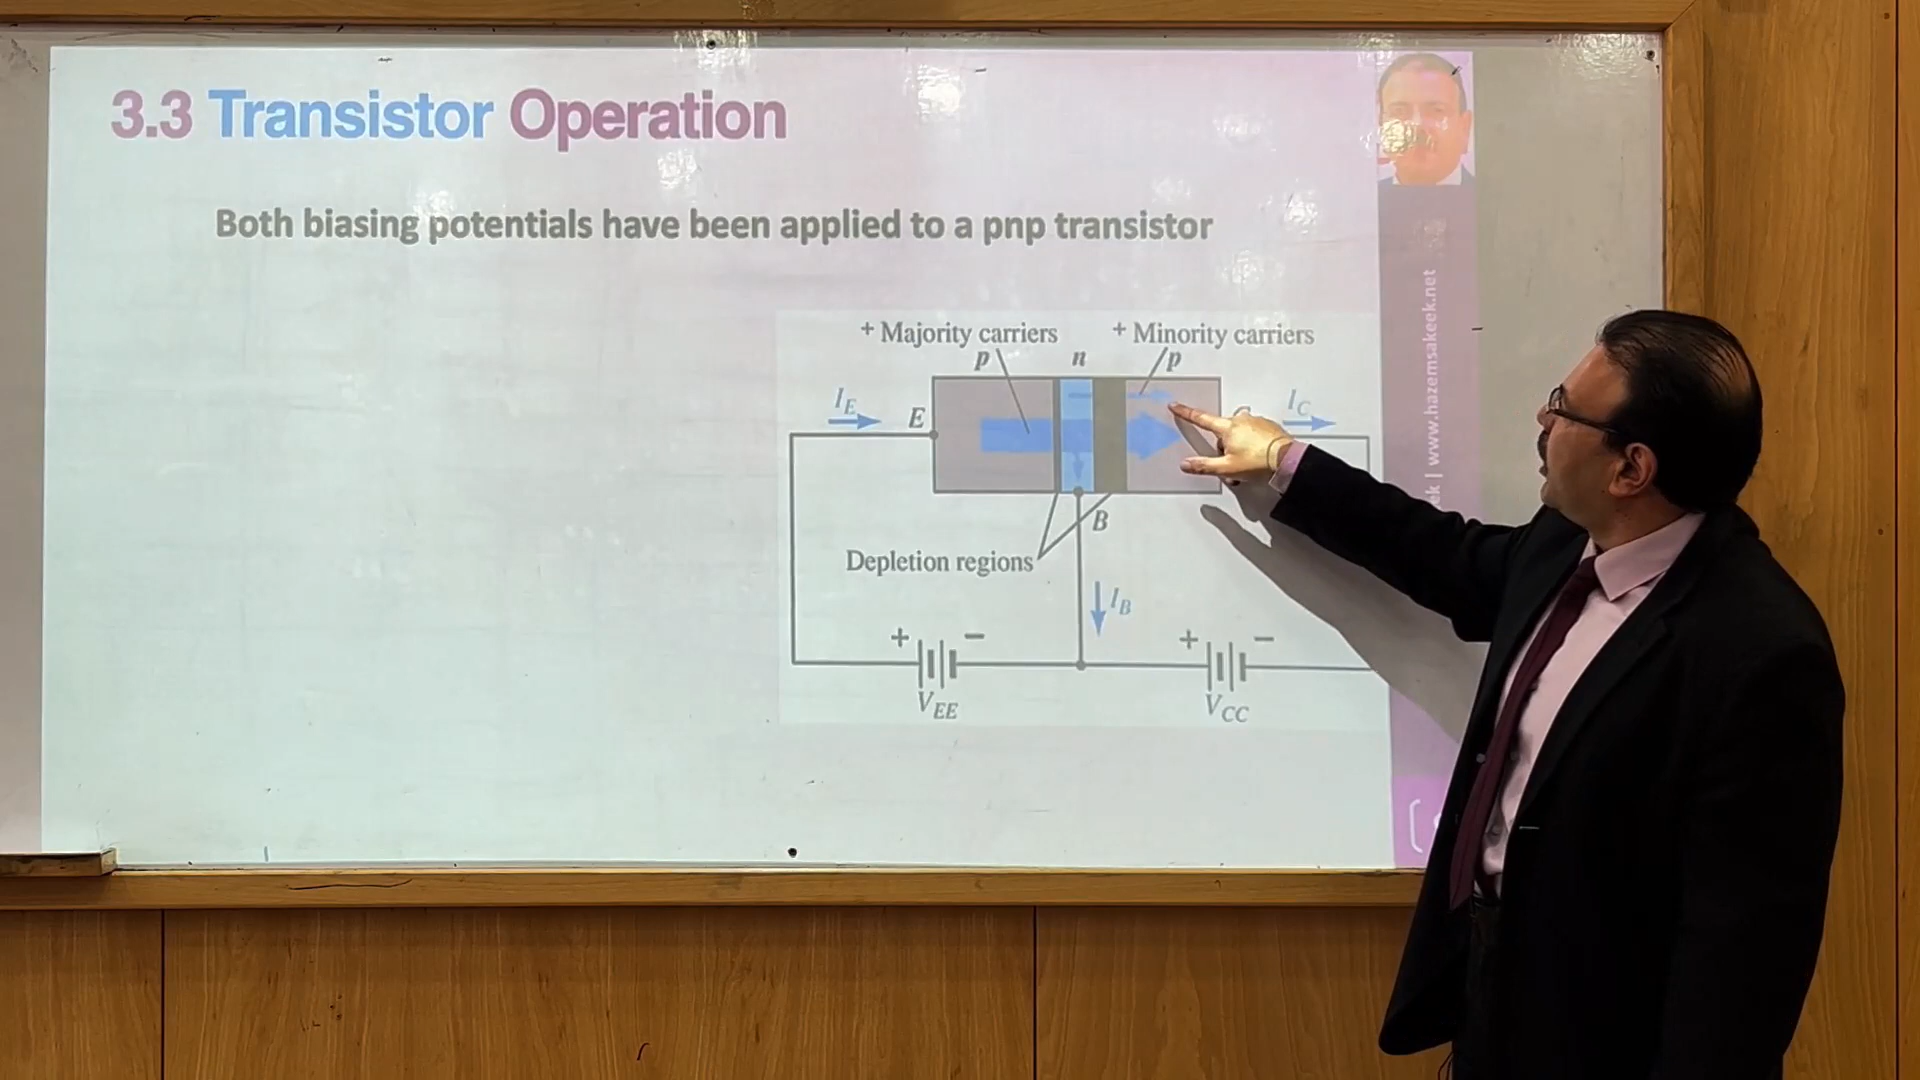 3.3 Transistor Operation
Both biasing potentials have been applied to a pnp transistor
+ Majority carriers
+ Minority carriers
p
n
p
I_E
E
I_C
B
Depletion regions
I_B
+
−
+
−
V_EE
V_CC
ek | www.hazemsakeek.net